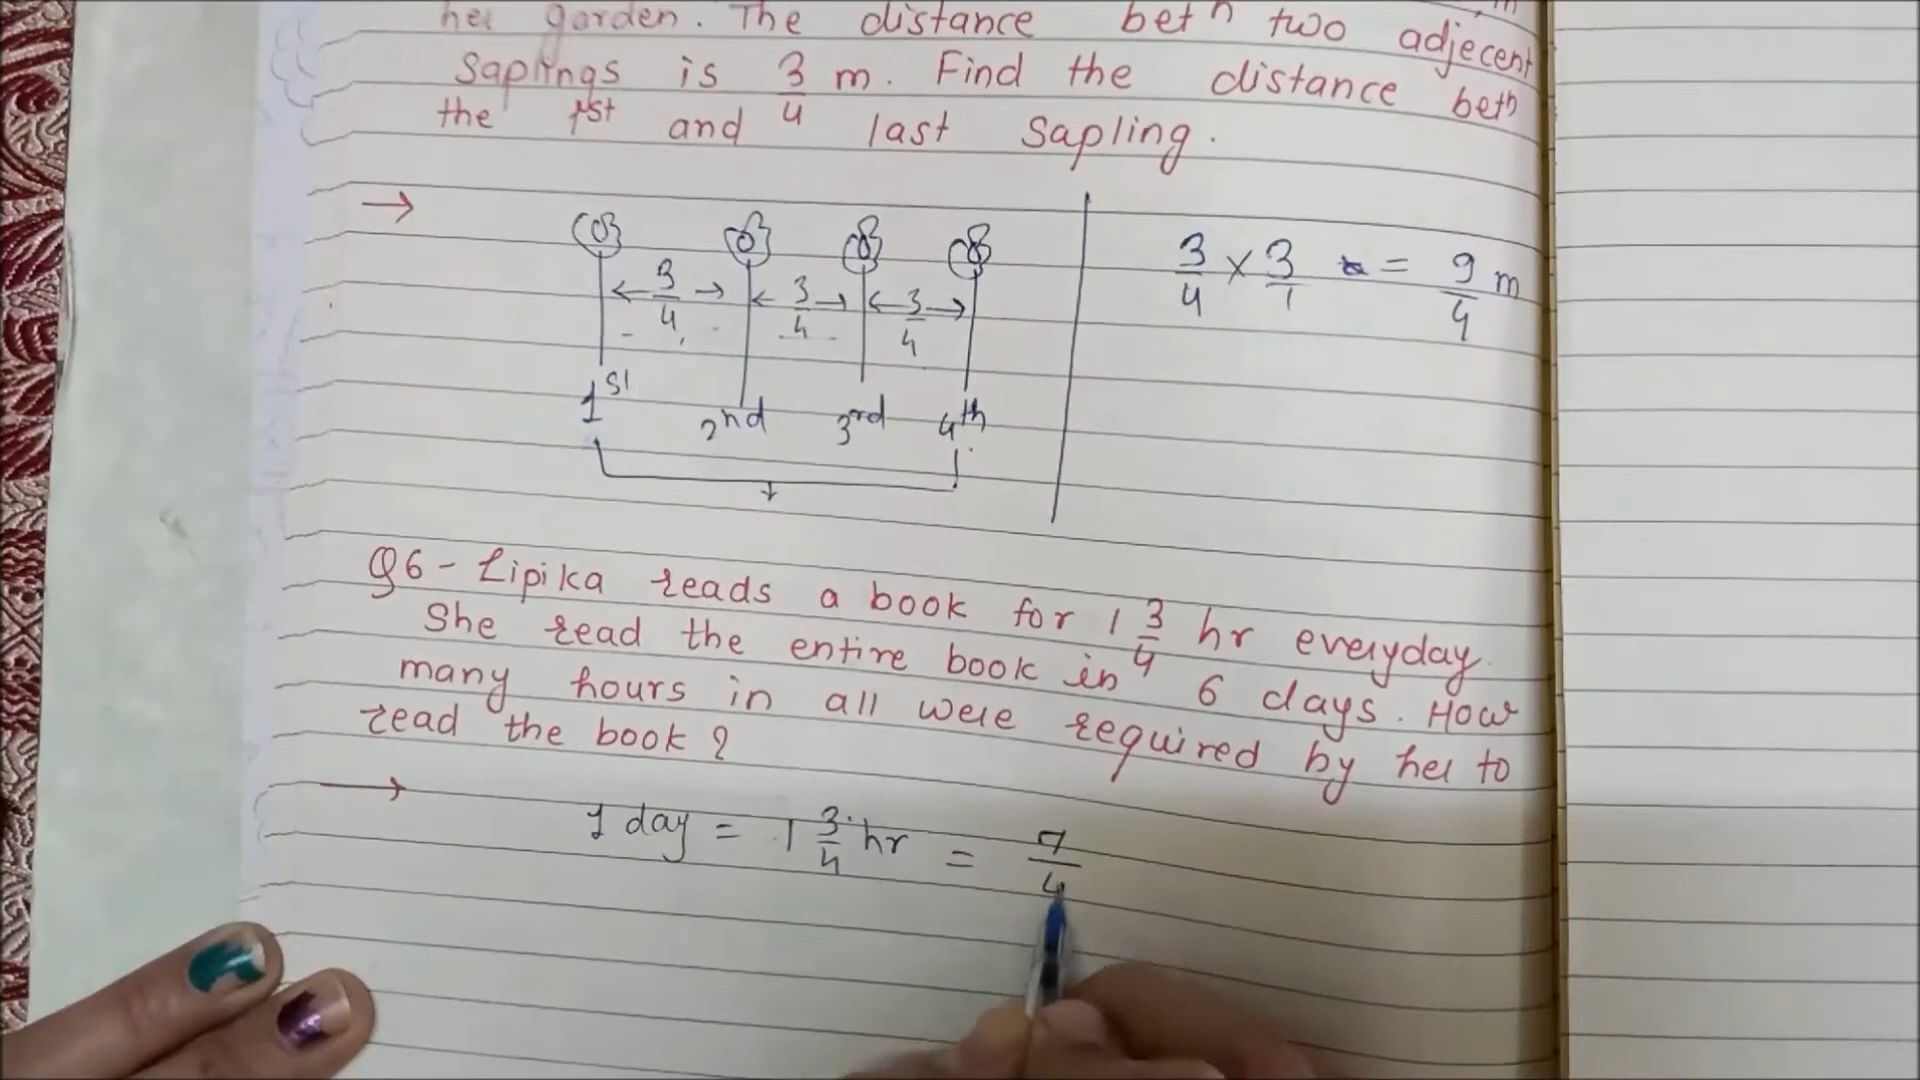 her garden. The distance betn two adjecent
Saplings is 3/4 m. Find the distance betn
the 1st and last Sapling.
→
3/4 3/4 3/4
1st 2nd 3rd 4th
3/4 × 3/1 = 9/4 m
Q6 - Lipika reads a book for 1 3/4 hr everyday.
She read the entire book in 6 days. How
many hours in all were required by her to
read the book?
→
1 day = 1 3/4 hr = 7/4